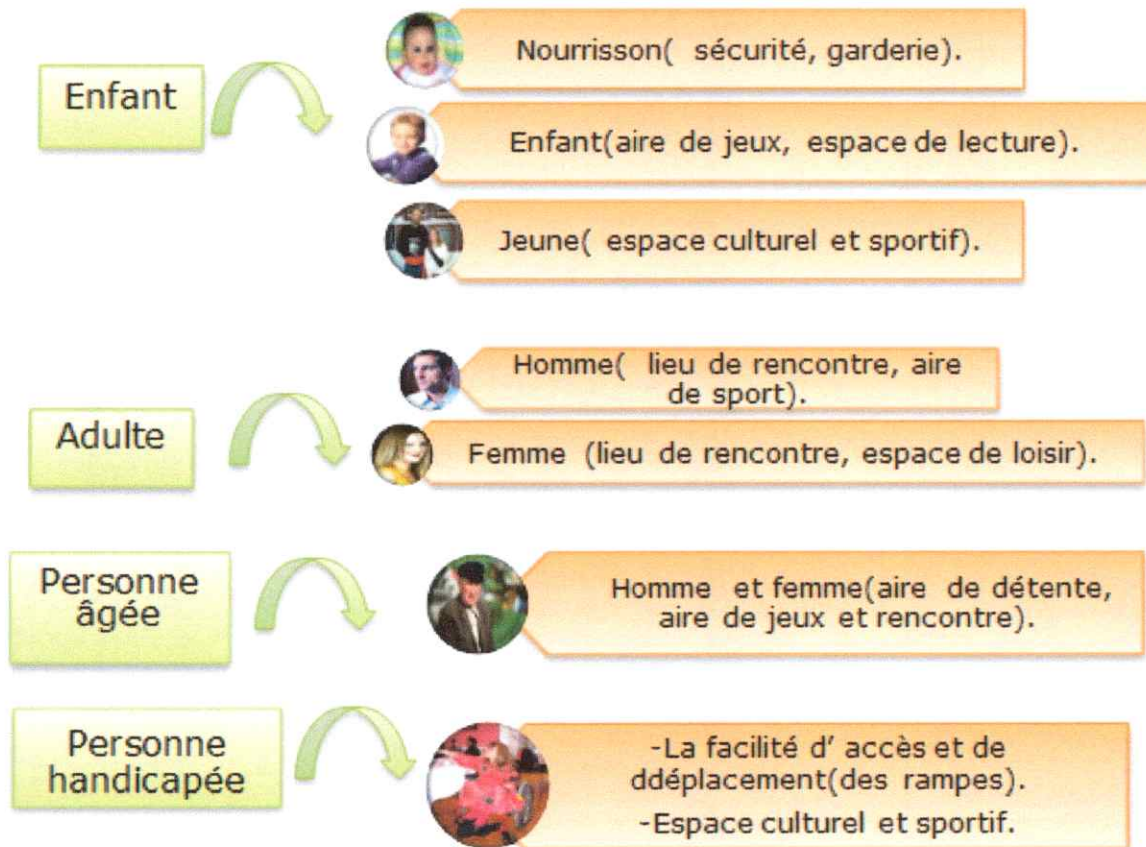 Enfant
Nourrisson( sécurité, garderie).
Enfant(aire de jeux, espace de lecture).
Jeune( espace culturel et sportif).
Adulte
Homme( lieu de rencontre, aire
de sport).
Femme (lieu de rencontre, espace de loisir).
Personne
âgée
Homme et femme(aire de détente,
aire de jeux et rencontre).
Personne
handicapée
-La facilité d' accès et de
ddéplacement(des rampes).
-Espace culturel et sportif.